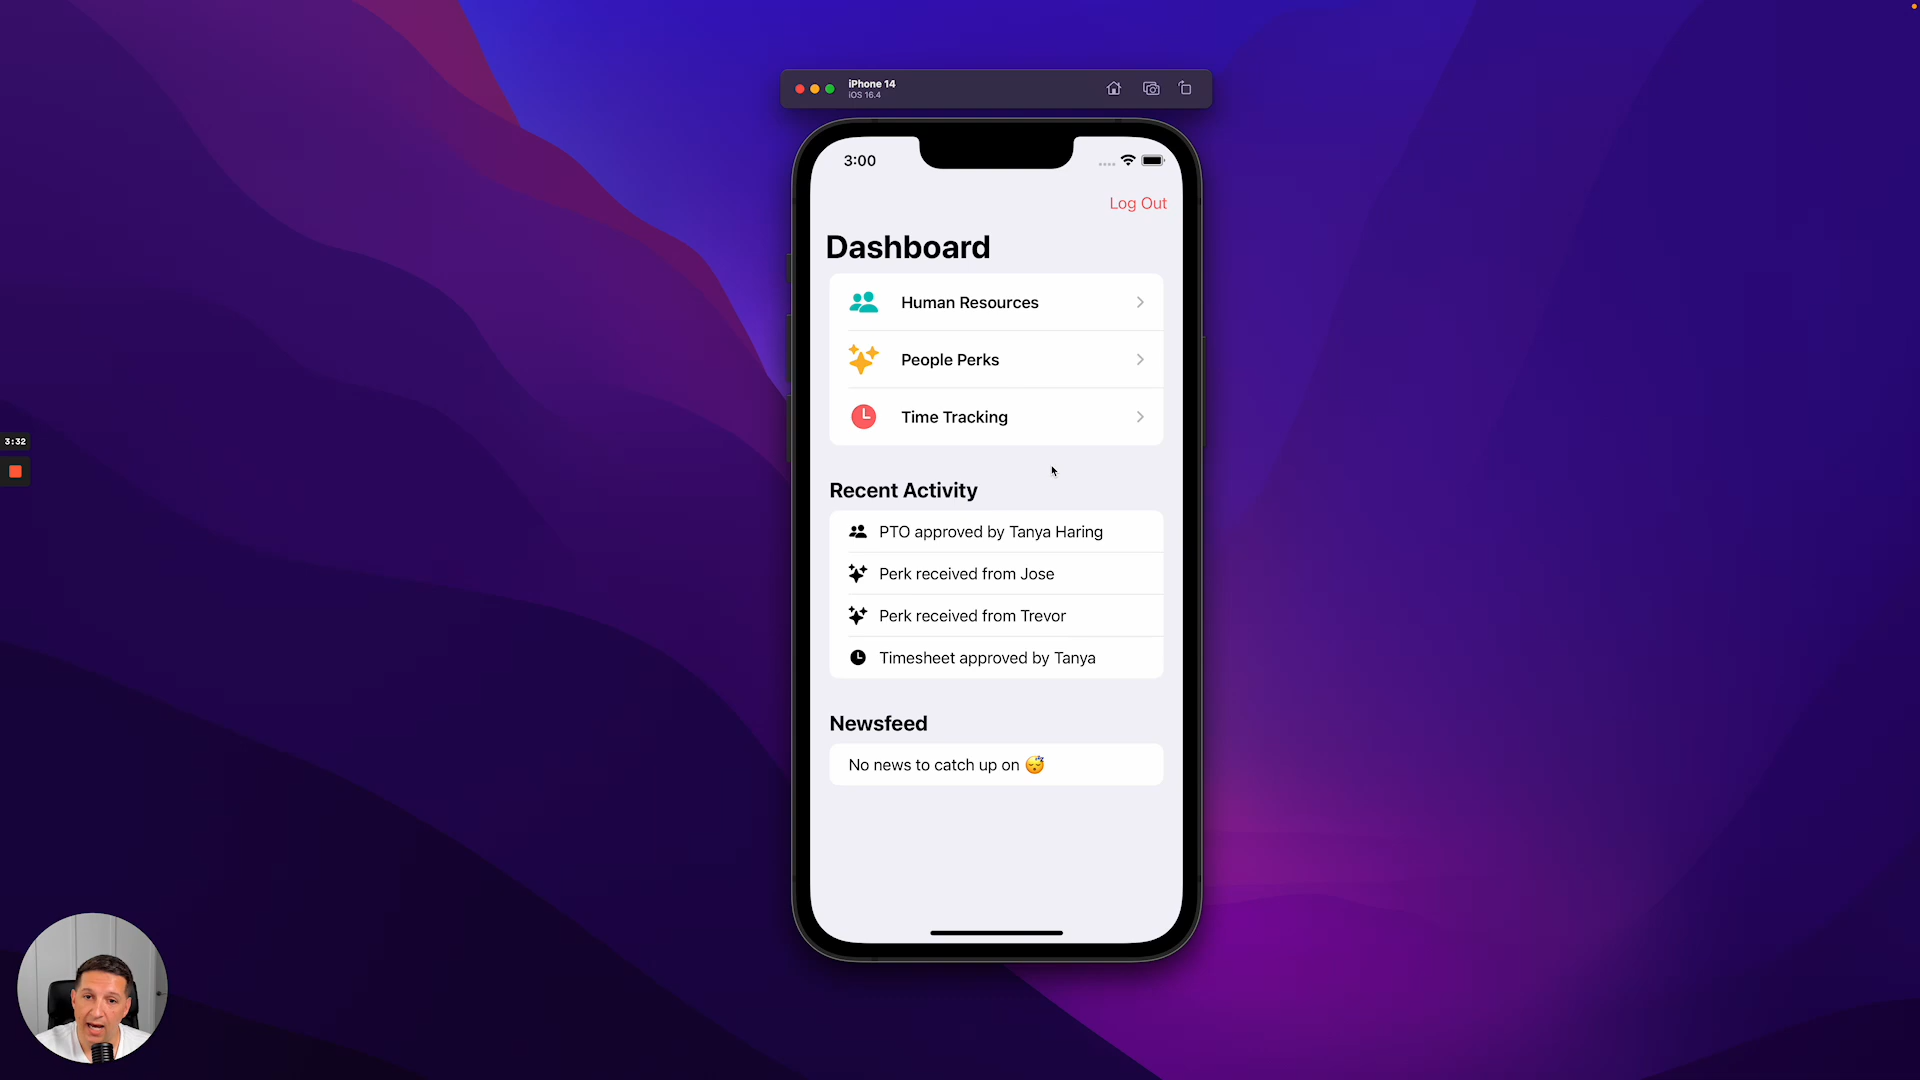 iPhone 14
iOS 16.4
3:00
Log Out
Dashboard
Human Resources
People Perks
Time Tracking
3:32
Recent Activity
PTO approved by Tanya Haring
Perk received from Jose
Perk received from Trevor
Timesheet approved by Tanya
Newsfeed
No news to catch up on 😴